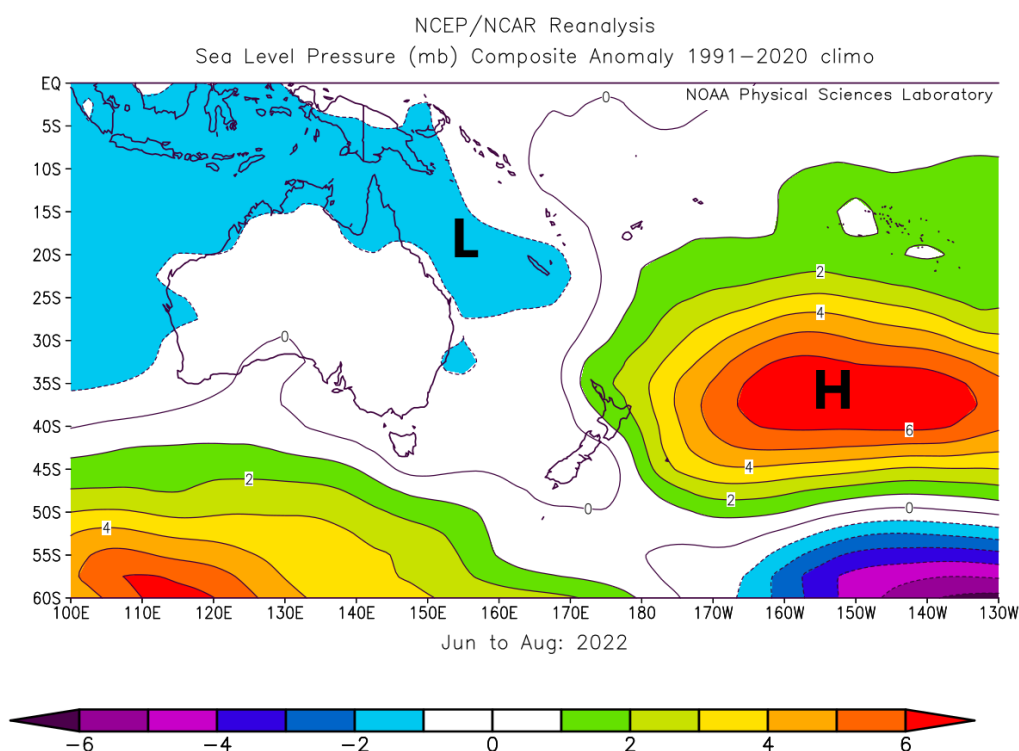 NCEP/NCAR Reanalysis
Sea Level Pressure (mb) Composite Anomaly 1991−2020 climo
NOAA Physical Sciences Laboratory
EQ
5S
10S
15S
20S
25S
30S
35S
40S
45S
50S
55S
60S
0
L
2
4
0
H
6
4
2
2
0
0
4
100E 110E 120E 130E 140E 150E 160E 170E 180 170W 160W 150W 140W 130W
Jun to Aug: 2022
−6 −4 −2 0 2 4 6